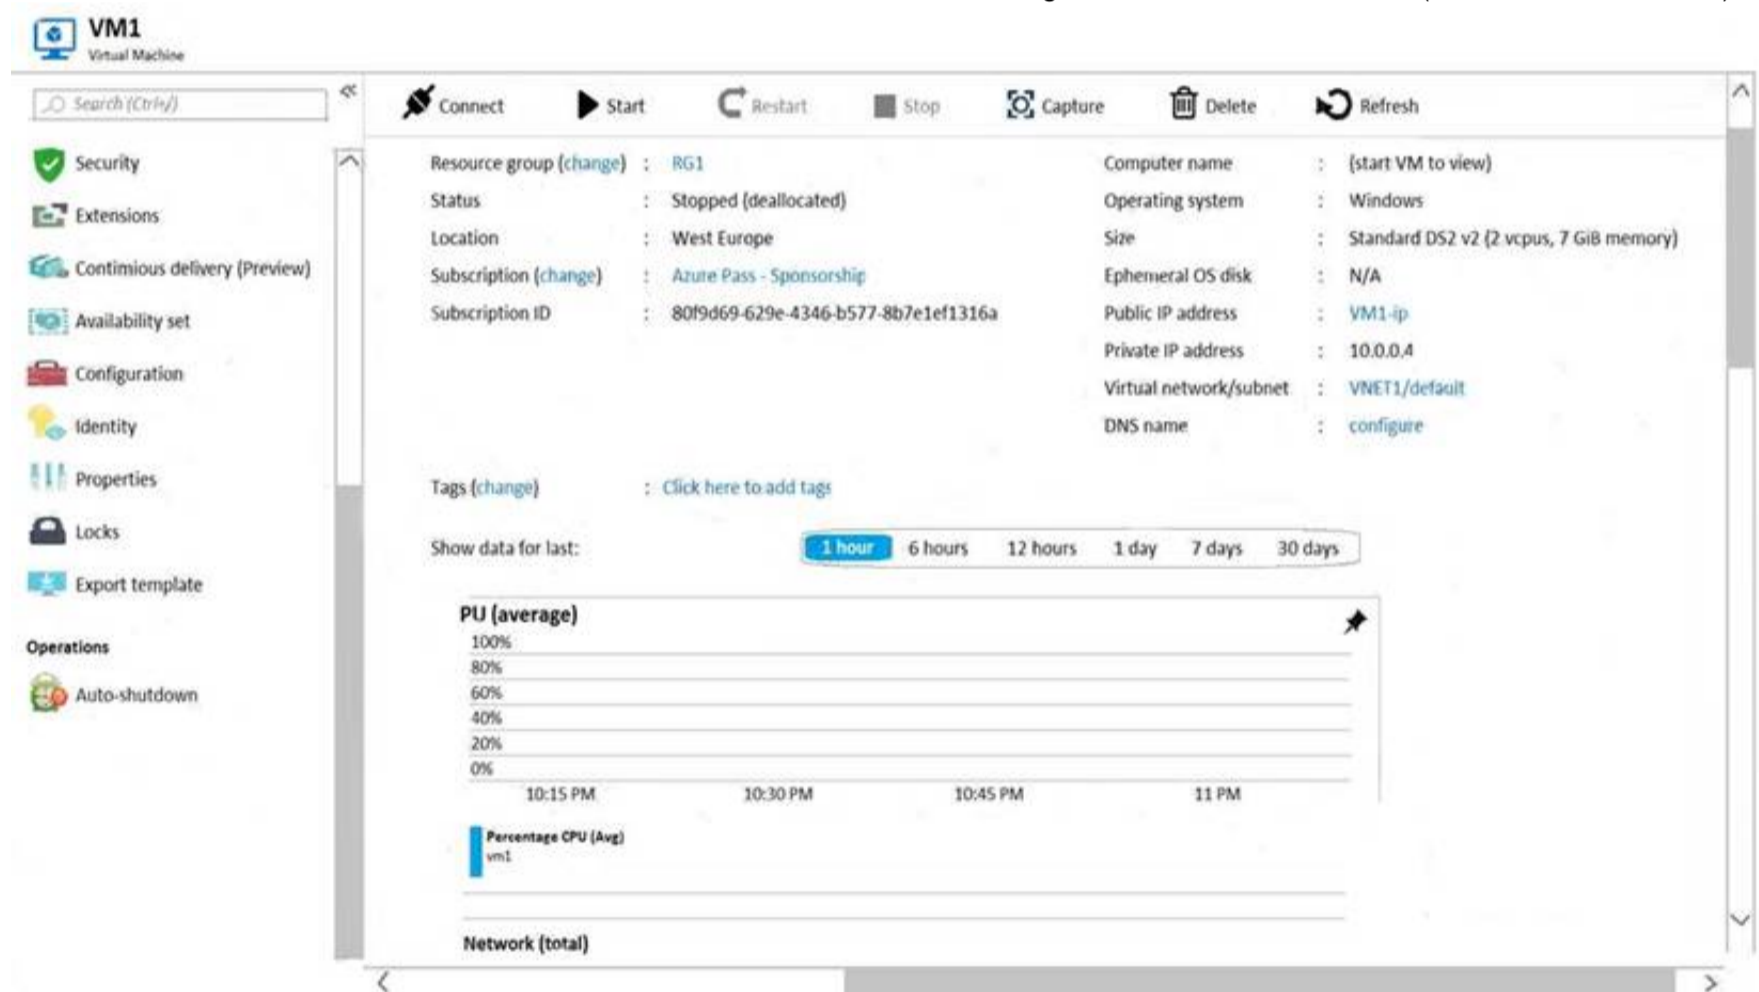 VM1
Virtual Machine
Search (Ctrl+/)
Security
Extensions
Contimious delivery (Preview)
Availability set
Configuration
Identity
Properties
Locks
Export template
Operations
Auto-shutdown
Connect Start Restart Stop Capture Delete Refresh
Resource group (change) : RG1
Status : Stopped (deallocated)
Location : West Europe
Subscription (change) : Azure Pass - Sponsorship
Subscription ID : 80f9d69-629e-4346-b577-8b7e1ef1316a
Computer name : (start VM to view)
Operating system : Windows
Size : Standard DS2 v2 (2 vcpus, 7 GiB memory)
Ephemeral OS disk : N/A
Public IP address : VM1-ip
Private IP address : 10.0.0.4
Virtual network/subnet : VNET1/default
DNS name : configure
Tags (change) : Click here to add tags
Show data for last: 1 hour 6 hours 12 hours 1 day 7 days 30 days
PU (average)
100%
80%
60%
40%
20%
0%
10:15 PM 10:30 PM 10:45 PM 11 PM
Percentage CPU (Avg)
vm1
Network (total)